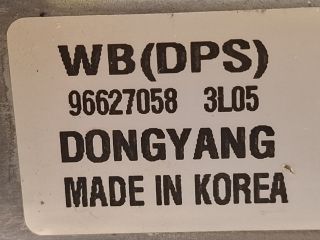 WB(DPS)
96627058 3L05
DONGYANG
MADE IN KOREA